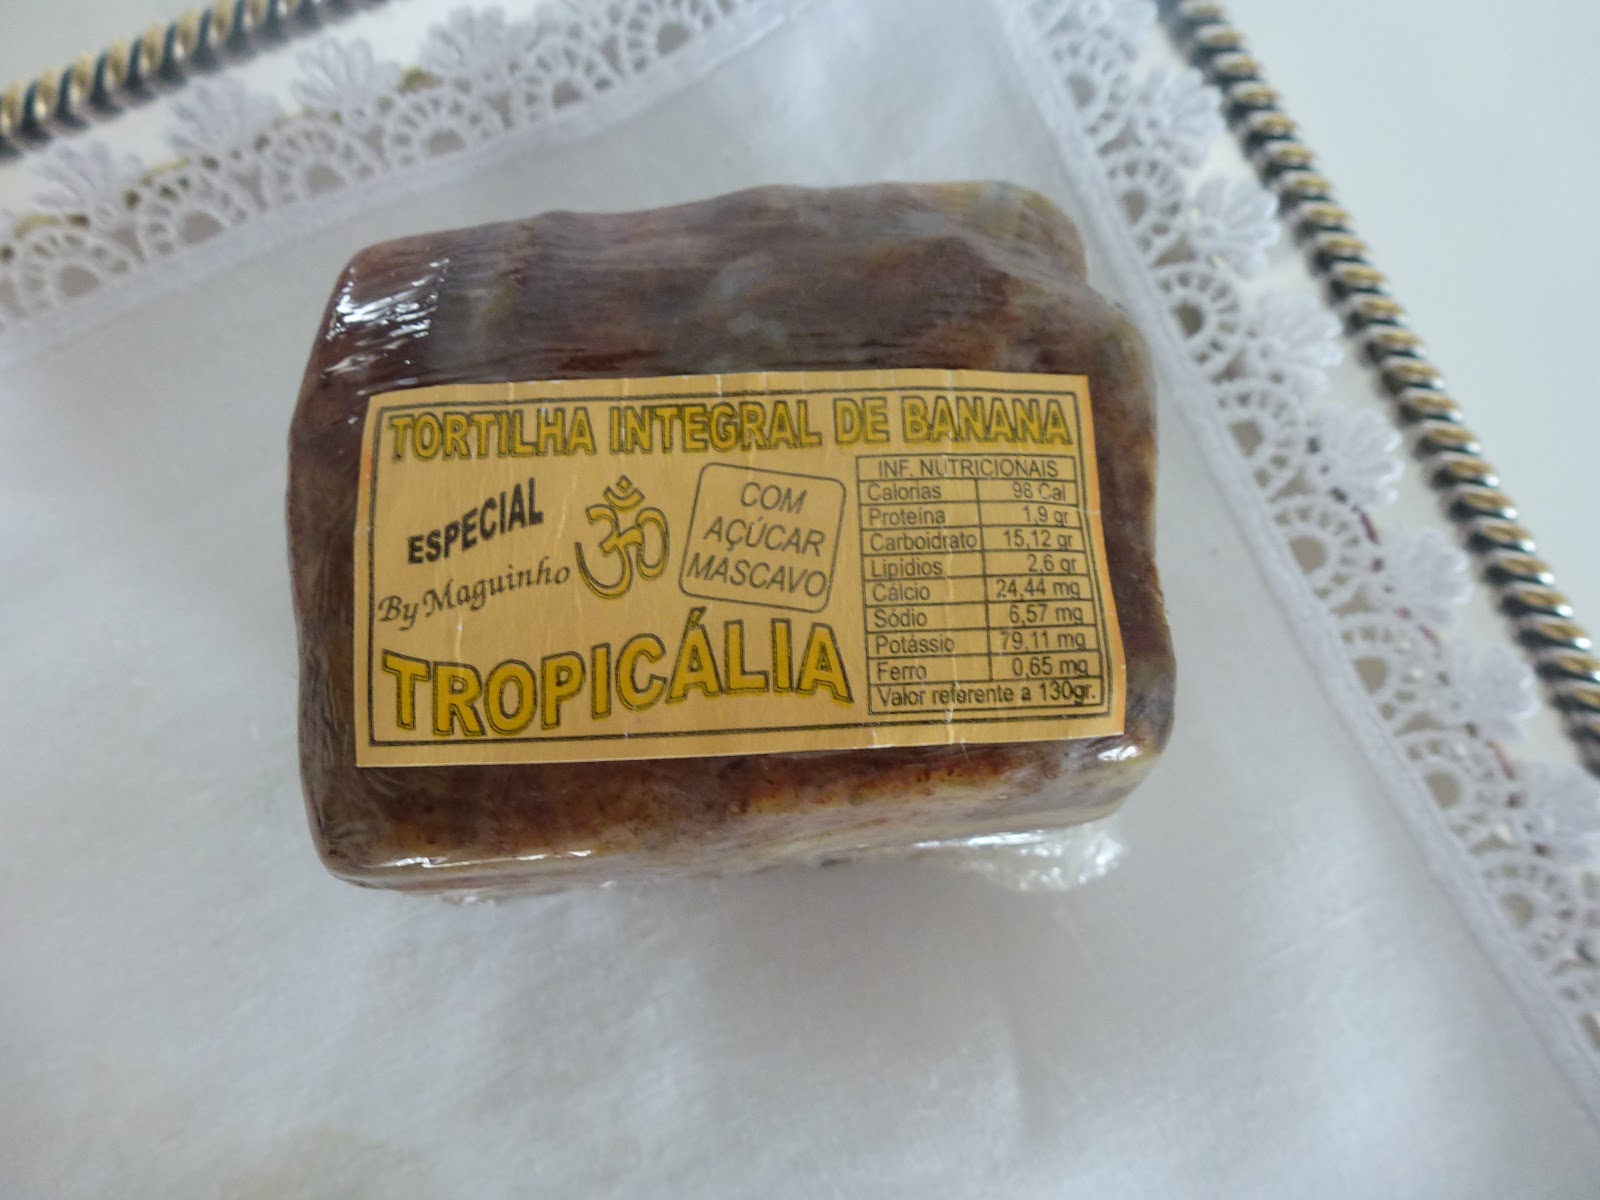 TORTILHA INTEGRAL DE BANANA
ESPECIAL
By Maguinho
ॐ
COM
AÇÚCAR
MASCAVO
TROPICÁLIA
INF. NUTRICIONAIS
Calorias 98 Cal
Proteína 1,9 gr
Carboidrato 15,12 gr
Lipídios 2,6 gr
Cálcio 24,44 mg
Sódio 6,57 mg
Potássio 79,11 mg
Ferro 0,65 mg
Valor referente a 130gr.